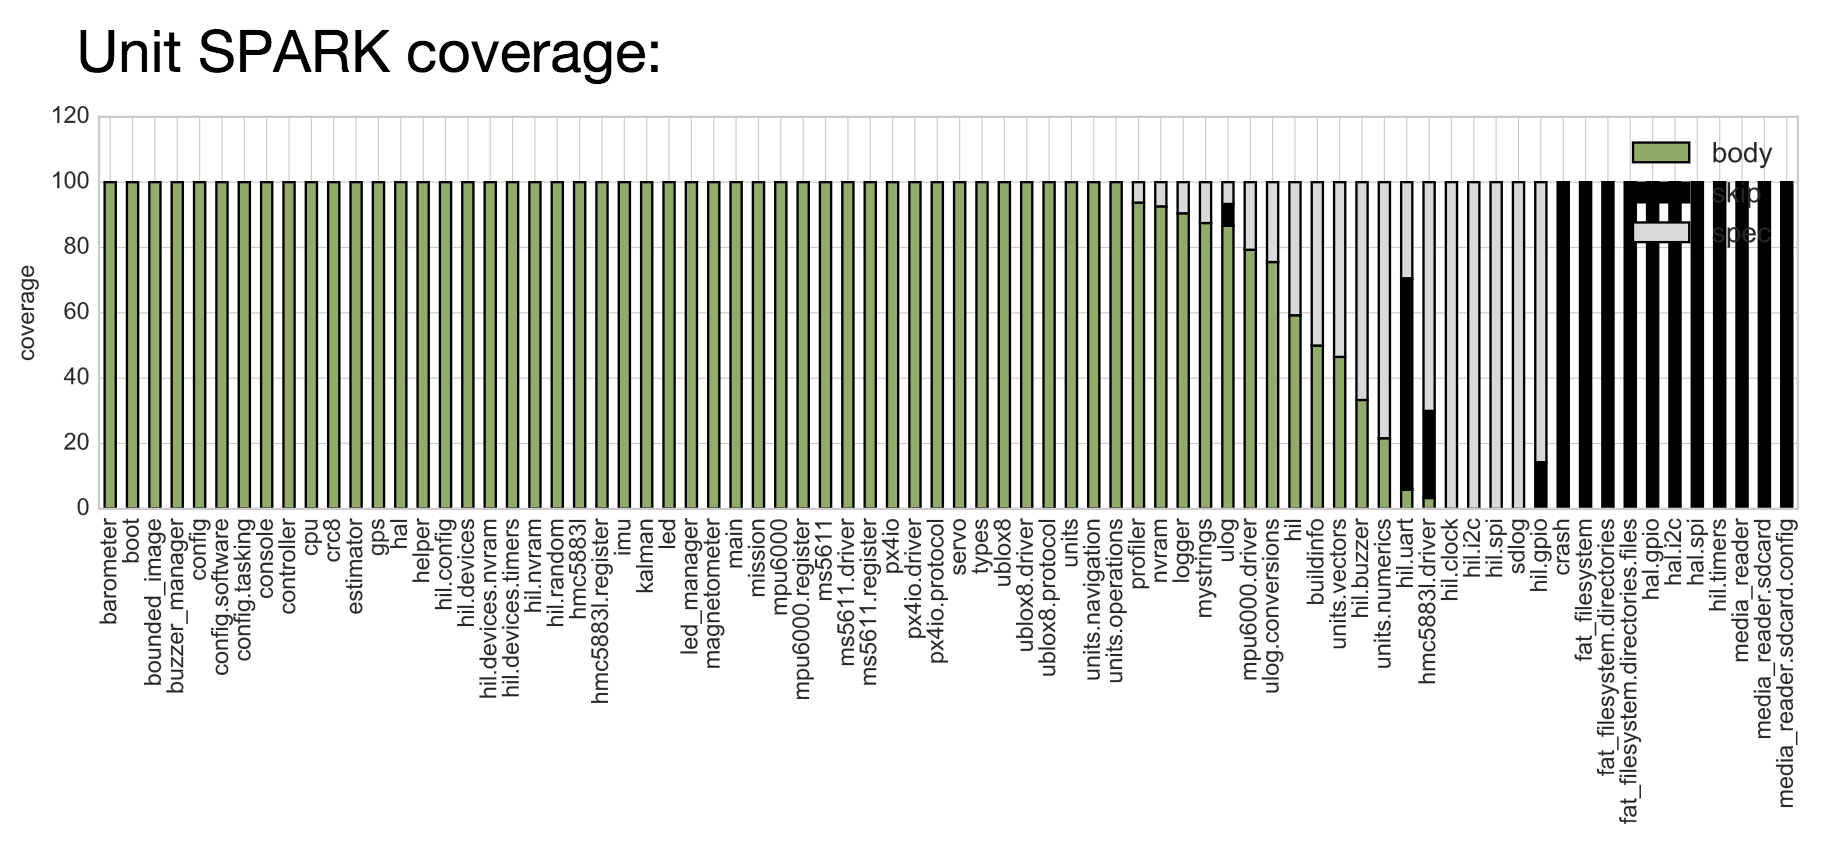 Unit SPARK coverage:
120
100
80
60
40
20
0
coverage
body
skip
spec
barometer
boot
bounded_image
buzzer_manager
config
config.software
config.tasking
console
controller
cpu
crc8
estimator
gps
hal
helper
hil.config
hil.devices
hil.devices.nvram
hil.devices.timers
hil.nvram
hil.random
hmc5883l
hmc5883l.register
imu
kalman
led
led_manager
magnetometer
main
mission
mpu6000
mpu6000.register
ms5611
ms5611.driver
ms5611.register
px4io
px4io.driver
px4io.protocol
servo
types
ublox8
ublox8.driver
ublox8.protocol
units
units.navigation
units.operations
profiler
nvram
logger
mystrings
ulog
mpu6000.driver
ulog.conversions
hil
buildinfo
units.vectors
hil.buzzer
units.numerics
hil.uart
hmc5883l.driver
hil.clock
hil.i2c
hil.spi
sdlog
hil.gpio
crash
fat_filesystem
fat_filesystem.directories
fat_filesystem.directories.files
hal.gpio
hal.i2c
hal.spi
hil.timers
media_reader
media_reader.sdcard
media_reader.sdcard.config